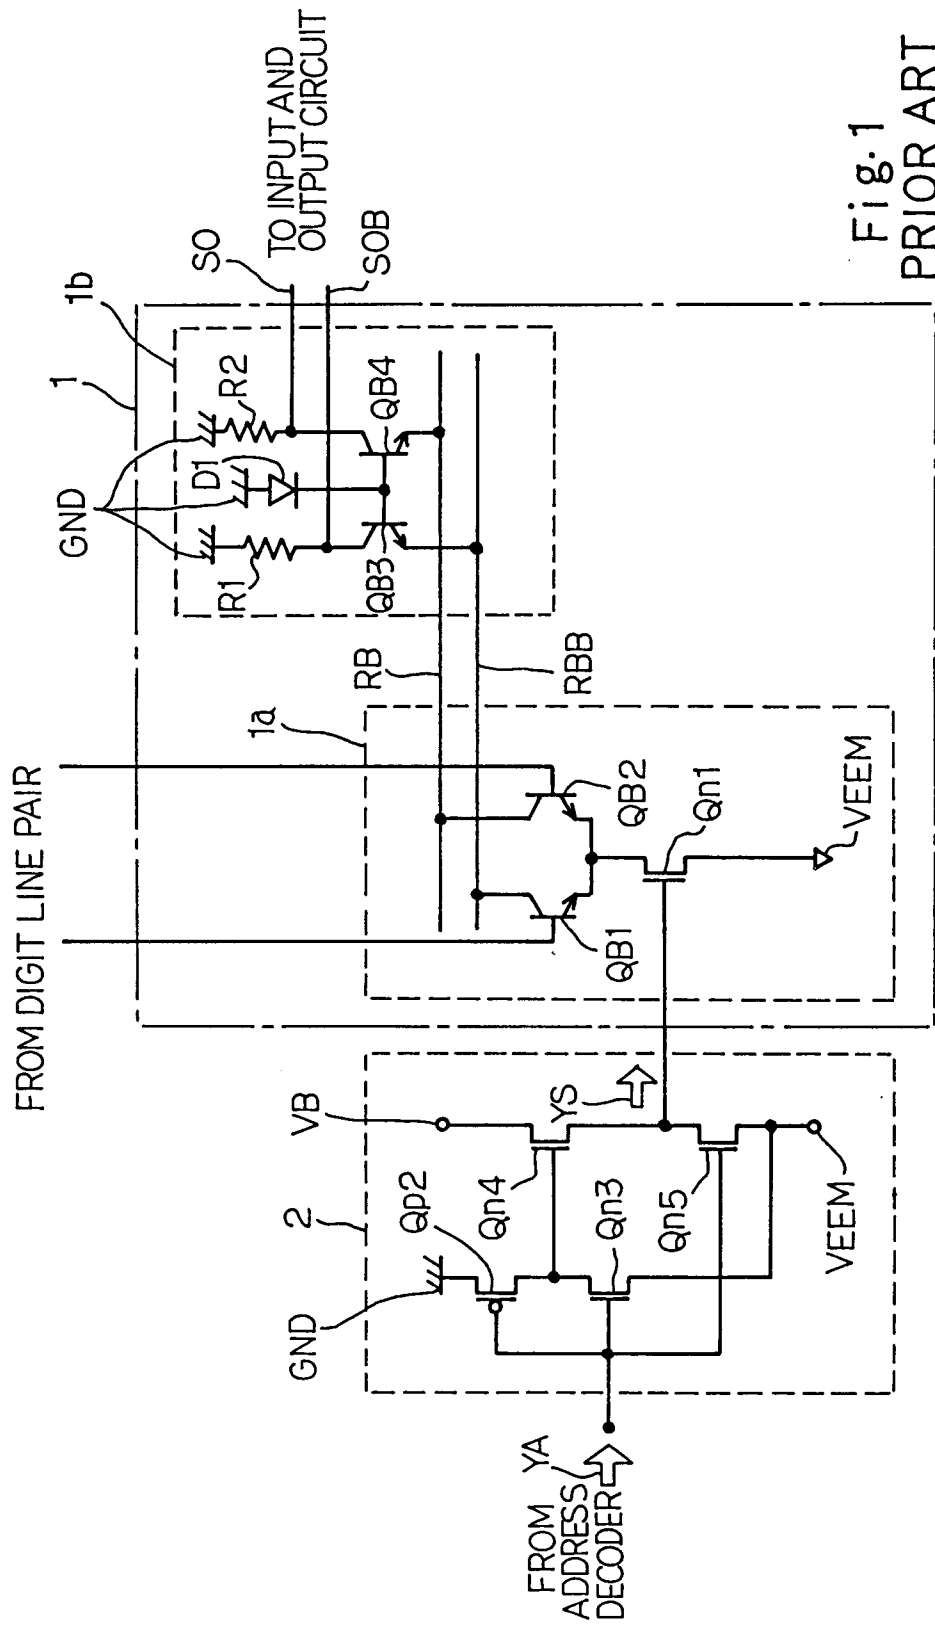 FROM DIGIT LINE PAIR
1
1b
GND
R1
D1
R2
SO
TO INPUT AND
OUTPUT CIRCUIT
SOB
QB3
QB4
RB
RBB
1a
QB1
QB2
Qn1
VEEM
2
VB
GND
Qp2
Qn4
YS
Qn3
Qn5
VEEM
YA
FROM
ADDRESS
DECODER
Fig.1
PRIOR ART